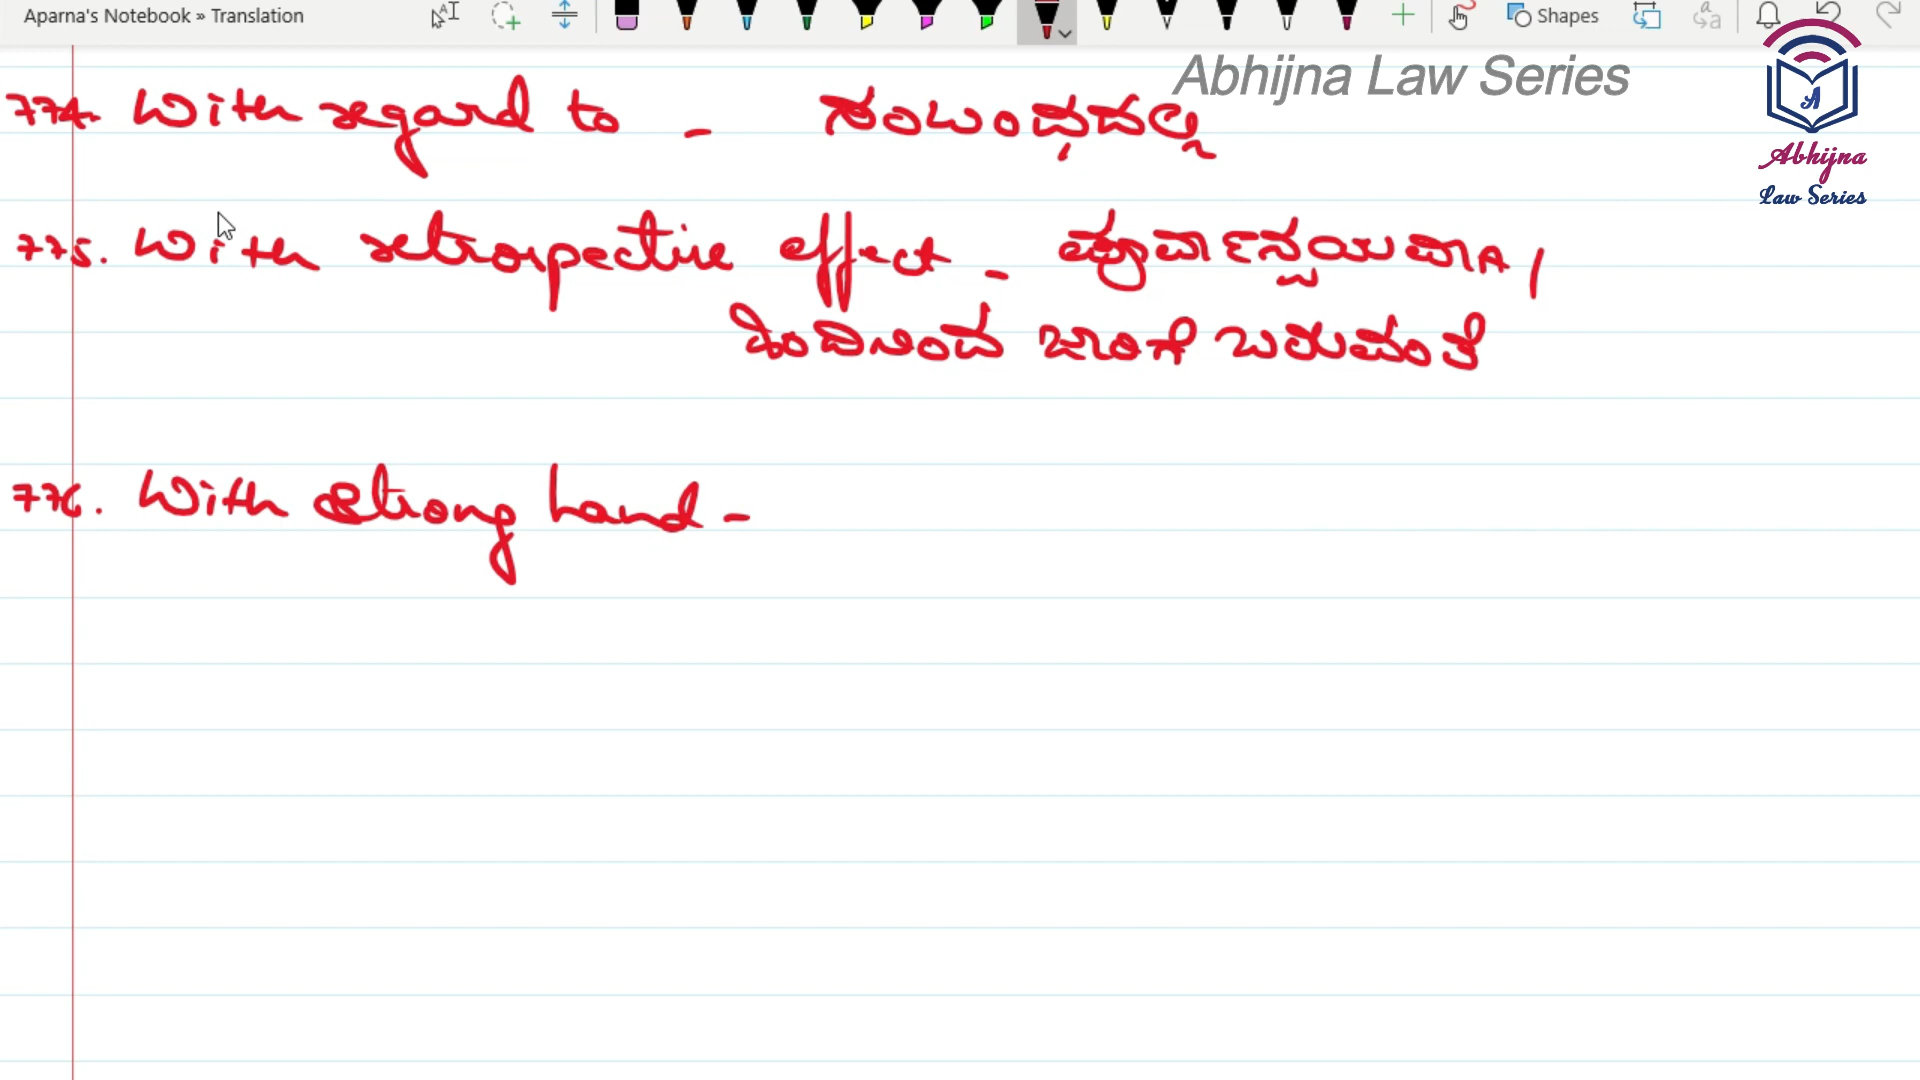 Aparna's Notebook » Translation
Shapes
Abhijna Law Series
Abhijna
Law Series
774. With regard to - ಸಂಬಂಧದಲ್ಲಿ
775. With retrospective effect - ಪೂರ್ವಾನ್ವಯವಾಗಿ,
ಹಿಂದಿನಿಂದ ಜಾರಿಗೆ ಬರುವಂತೆ
776. With strong hand -